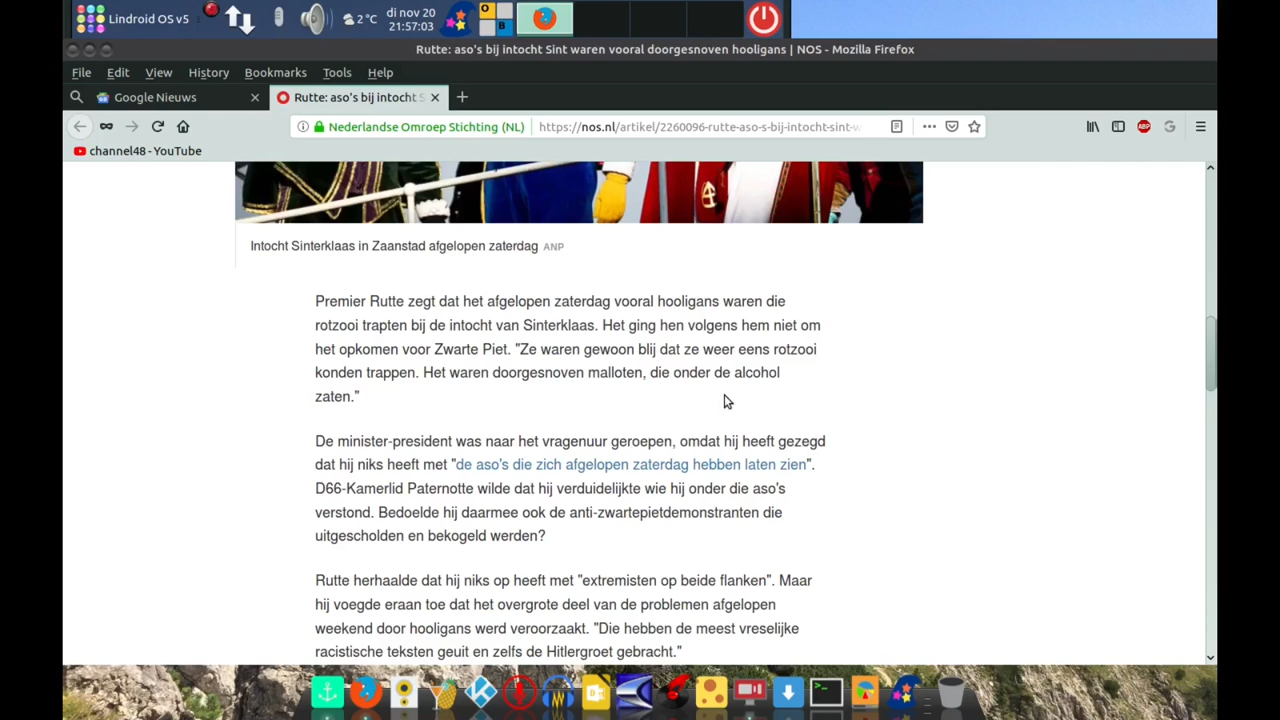 Lindroid OS v5
2°C
di nov 20
21:57:03
O
B
Rutte: aso's bij intocht Sint waren vooral doorgesnoven hooligans | NOS - Mozilla Firefox
File Edit View History Bookmarks Tools Help
Google Nieuws
Rutte: aso's bij intocht S
Nederlandse Omroep Stichting (NL)
https://nos.nl/artikel/2260096-rutte-aso-s-bij-intocht-sint-w
ABP
G
channel48 - YouTube
Intocht Sinterklaas in Zaanstad afgelopen zaterdag ANP
Premier Rutte zegt dat het afgelopen zaterdag vooral hooligans waren die
rotzooi trapten bij de intocht van Sinterklaas. Het ging hen volgens hem niet om
het opkomen voor Zwarte Piet. "Ze waren gewoon blij dat ze weer eens rotzooi
konden trappen. Het waren doorgesnoven malloten, die onder de alcohol
zaten."
De minister-president was naar het vragenuur geroepen, omdat hij heeft gezegd
dat hij niks heeft met "de aso's die zich afgelopen zaterdag hebben laten zien".
D66-Kamerlid Paternotte wilde dat hij verduidelijkte wie hij onder die aso's
verstond. Bedoelde hij daarmee ook de anti-zwartepietdemonstranten die
uitgescholden en bekogeld werden?
Rutte herhaalde dat hij niks op heeft met "extremisten op beide flanken". Maar
hij voegde eraan toe dat het overgrote deel van de problemen afgelopen
weekend door hooligans werd veroorzaakt. "Die hebben de meest vreselijke
racistische teksten geuit en zelfs de Hitlergroet gebracht."